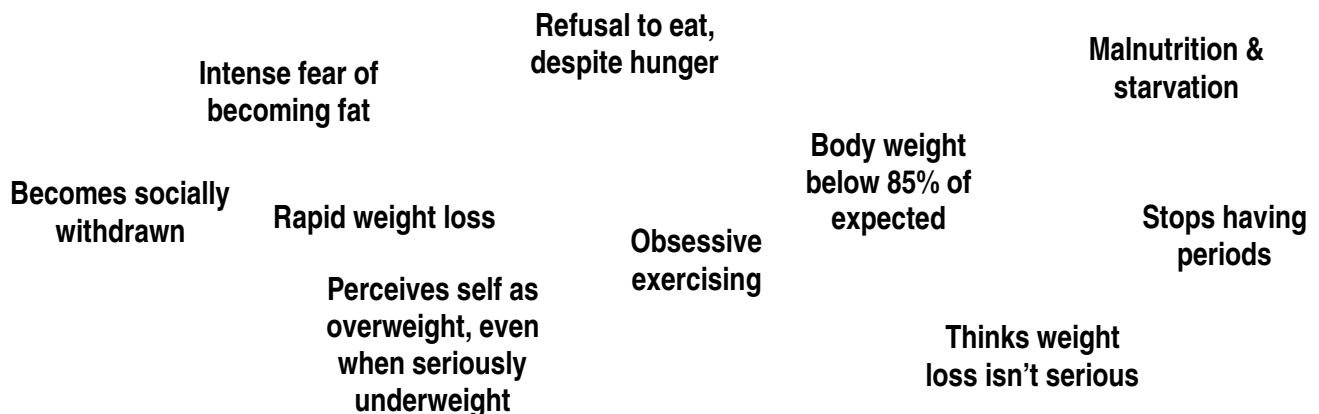 Refusal to eat,
despite hunger
Malnutrition &
starvation
Intense fear of
becoming fat
Body weight
below 85% of
expected
Becomes socially
withdrawn
Rapid weight loss
Obsessive
exercising
Stops having
periods
Perceives self as
overweight, even
when seriously
underweight
Thinks weight
loss isn’t serious